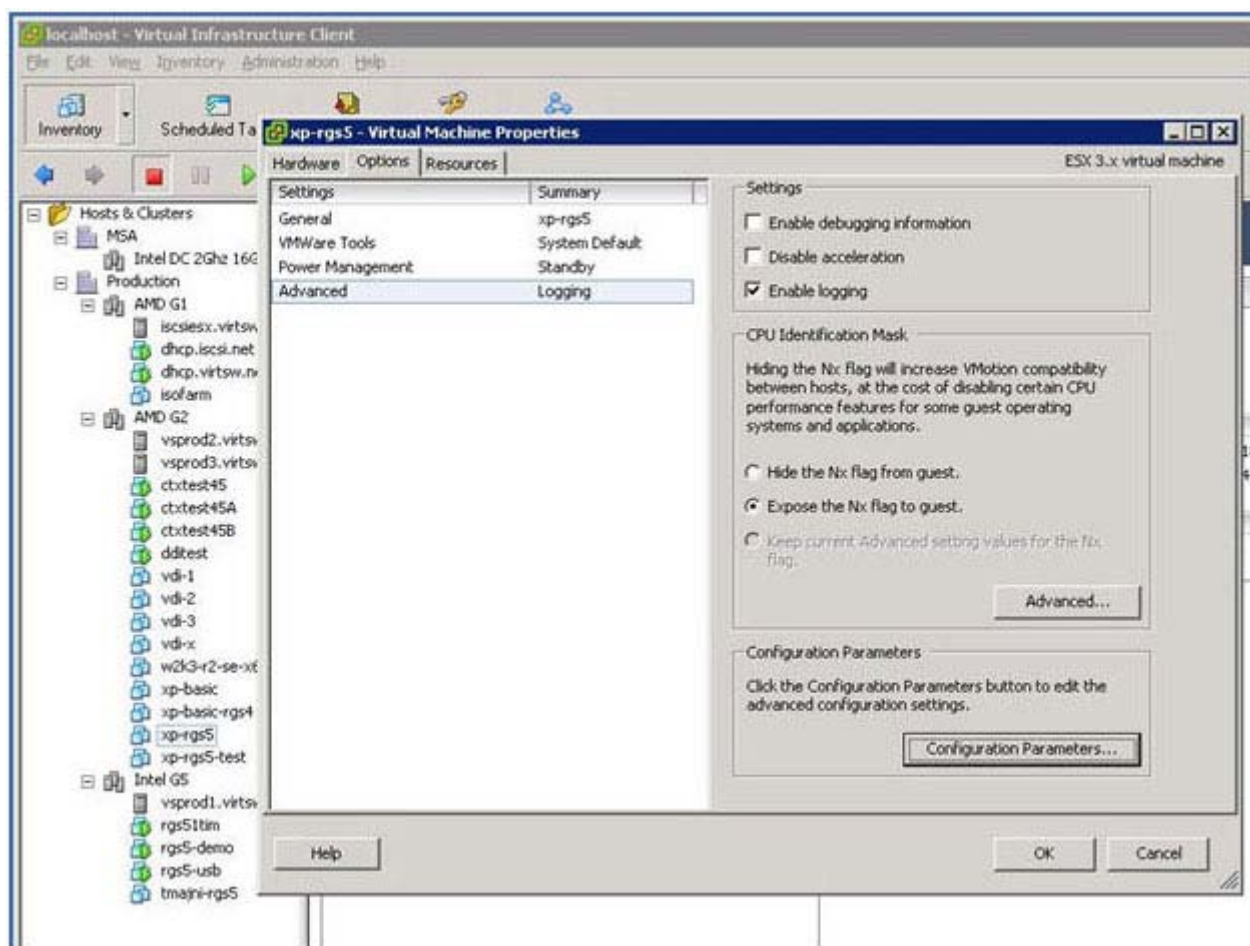 localhost - Virtual Infrastructure Client
File Edit View Inventory Administration Help
Inventory
Scheduled Ta
xp-rgs5 - Virtual Machine Properties
Hardware Options Resources
ESX 3.x virtual machine
Hosts & Clusters
MSA
Intel DC 2Ghz 16G
Production
AMD G1
iscsiesx.virtsw
dhcp.iscsi.net
dhcp.virtsw.n
isofarm
AMD G2
vsprod2.virts
vsprod3.virts
ctxtest45
ctxtest45A
ctxtest45B
dditest
vdi-1
vdi-2
vdi-3
vdi-x
w2k3-r2-se-x6
xp-basic
xp-basic-rgs4
xp-rgs5
xp-rgs5-test
Intel G5
vsprod1.virts
rgs51tim
rgs5-demo
rgs5-usb
tmajni-rgs5
Settings Summary
General xp-rgs5
VMWare Tools System Default
Power Management Standby
Advanced Logging
Settings
Enable debugging information
Disable acceleration
Enable logging
CPU Identification Mask
Hiding the Nx flag will increase VMotion compatibility
between hosts, at the cost of disabling certain CPU
performance features for some guest operating
systems and applications.
Hide the Nx flag from guest.
Expose the Nx flag to guest.
Keep current Advanced setting values for the Nx
flag.
Advanced...
Configuration Parameters
Click the Configuration Parameters button to edit the
advanced configuration settings.
Configuration Parameters...
Help
OK
Cancel